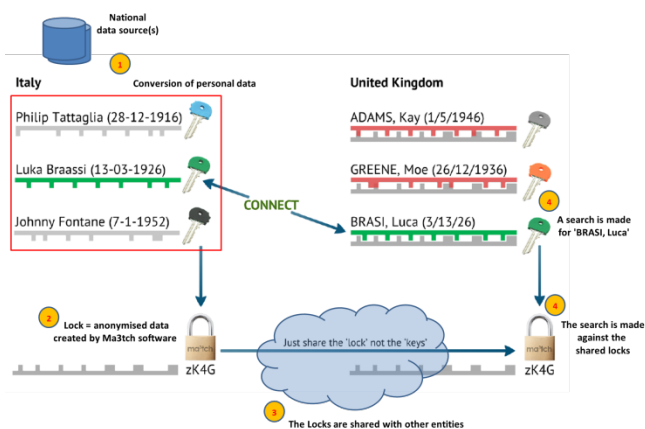 National
data source(s)
1
Italy
Conversion of personal data
United Kingdom
Philip Tattaglia (28-12-1916)
ADAMS, Kay (1/5/1946)
Luka Braassi (13-03-1926)
GREENE, Moe (26/12/1936)
4
CONNECT
Johnny Fontane (7-1-1952)
BRASI, Luca (3/13/26)
A search is made
for 'BRASI, Luca'
2
Lock = anonymised data
created by Ma3tch software
ma3tch
zK4G
Just share the 'lock' not the 'keys'
4
ma3tch
zK4G
The search is made
against the
shared locks
3
The Locks are shared with other entities